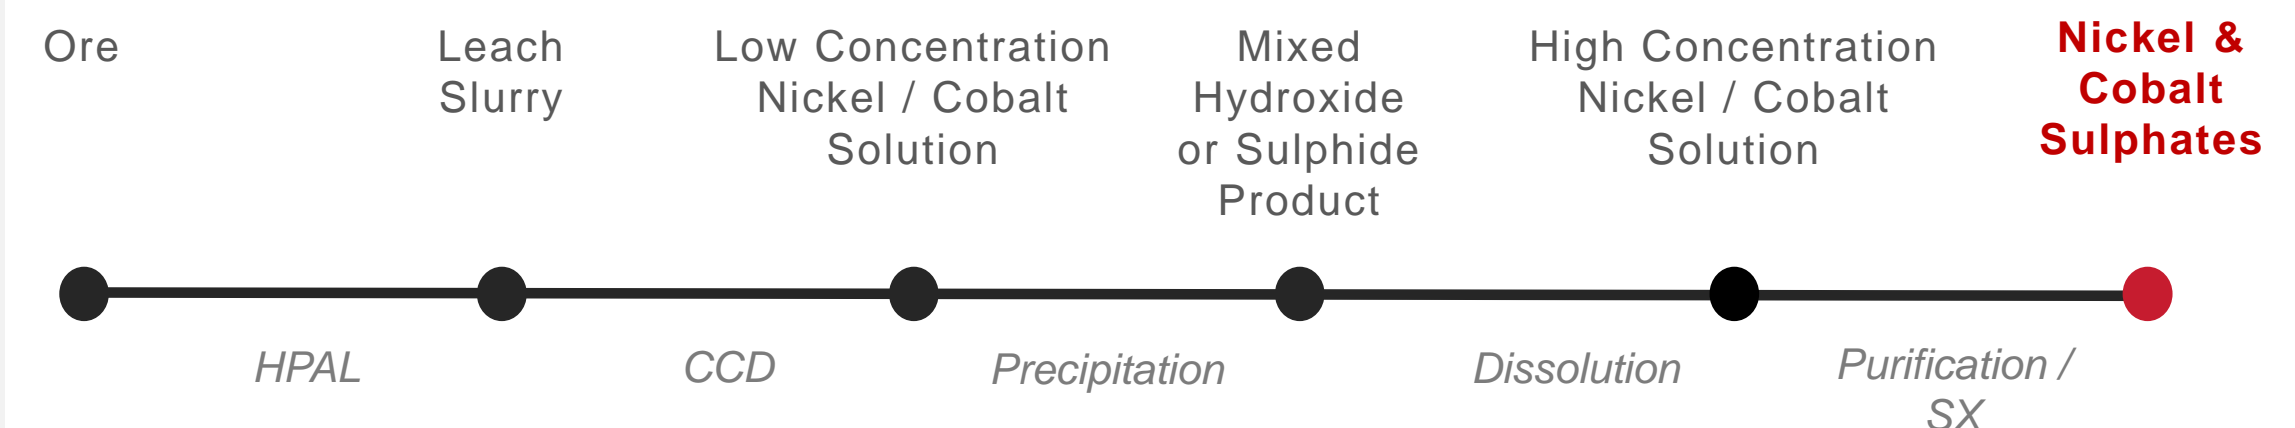 Ore
Leach
Slurry
Low Concentration
Nickel / Cobalt
Solution
Mixed
Hydroxide
or Sulphide
Product
High Concentration
Nickel / Cobalt
Solution
Nickel &
Cobalt
Sulphates
HPAL
CCD
Precipitation
Dissolution
Purification /
SX